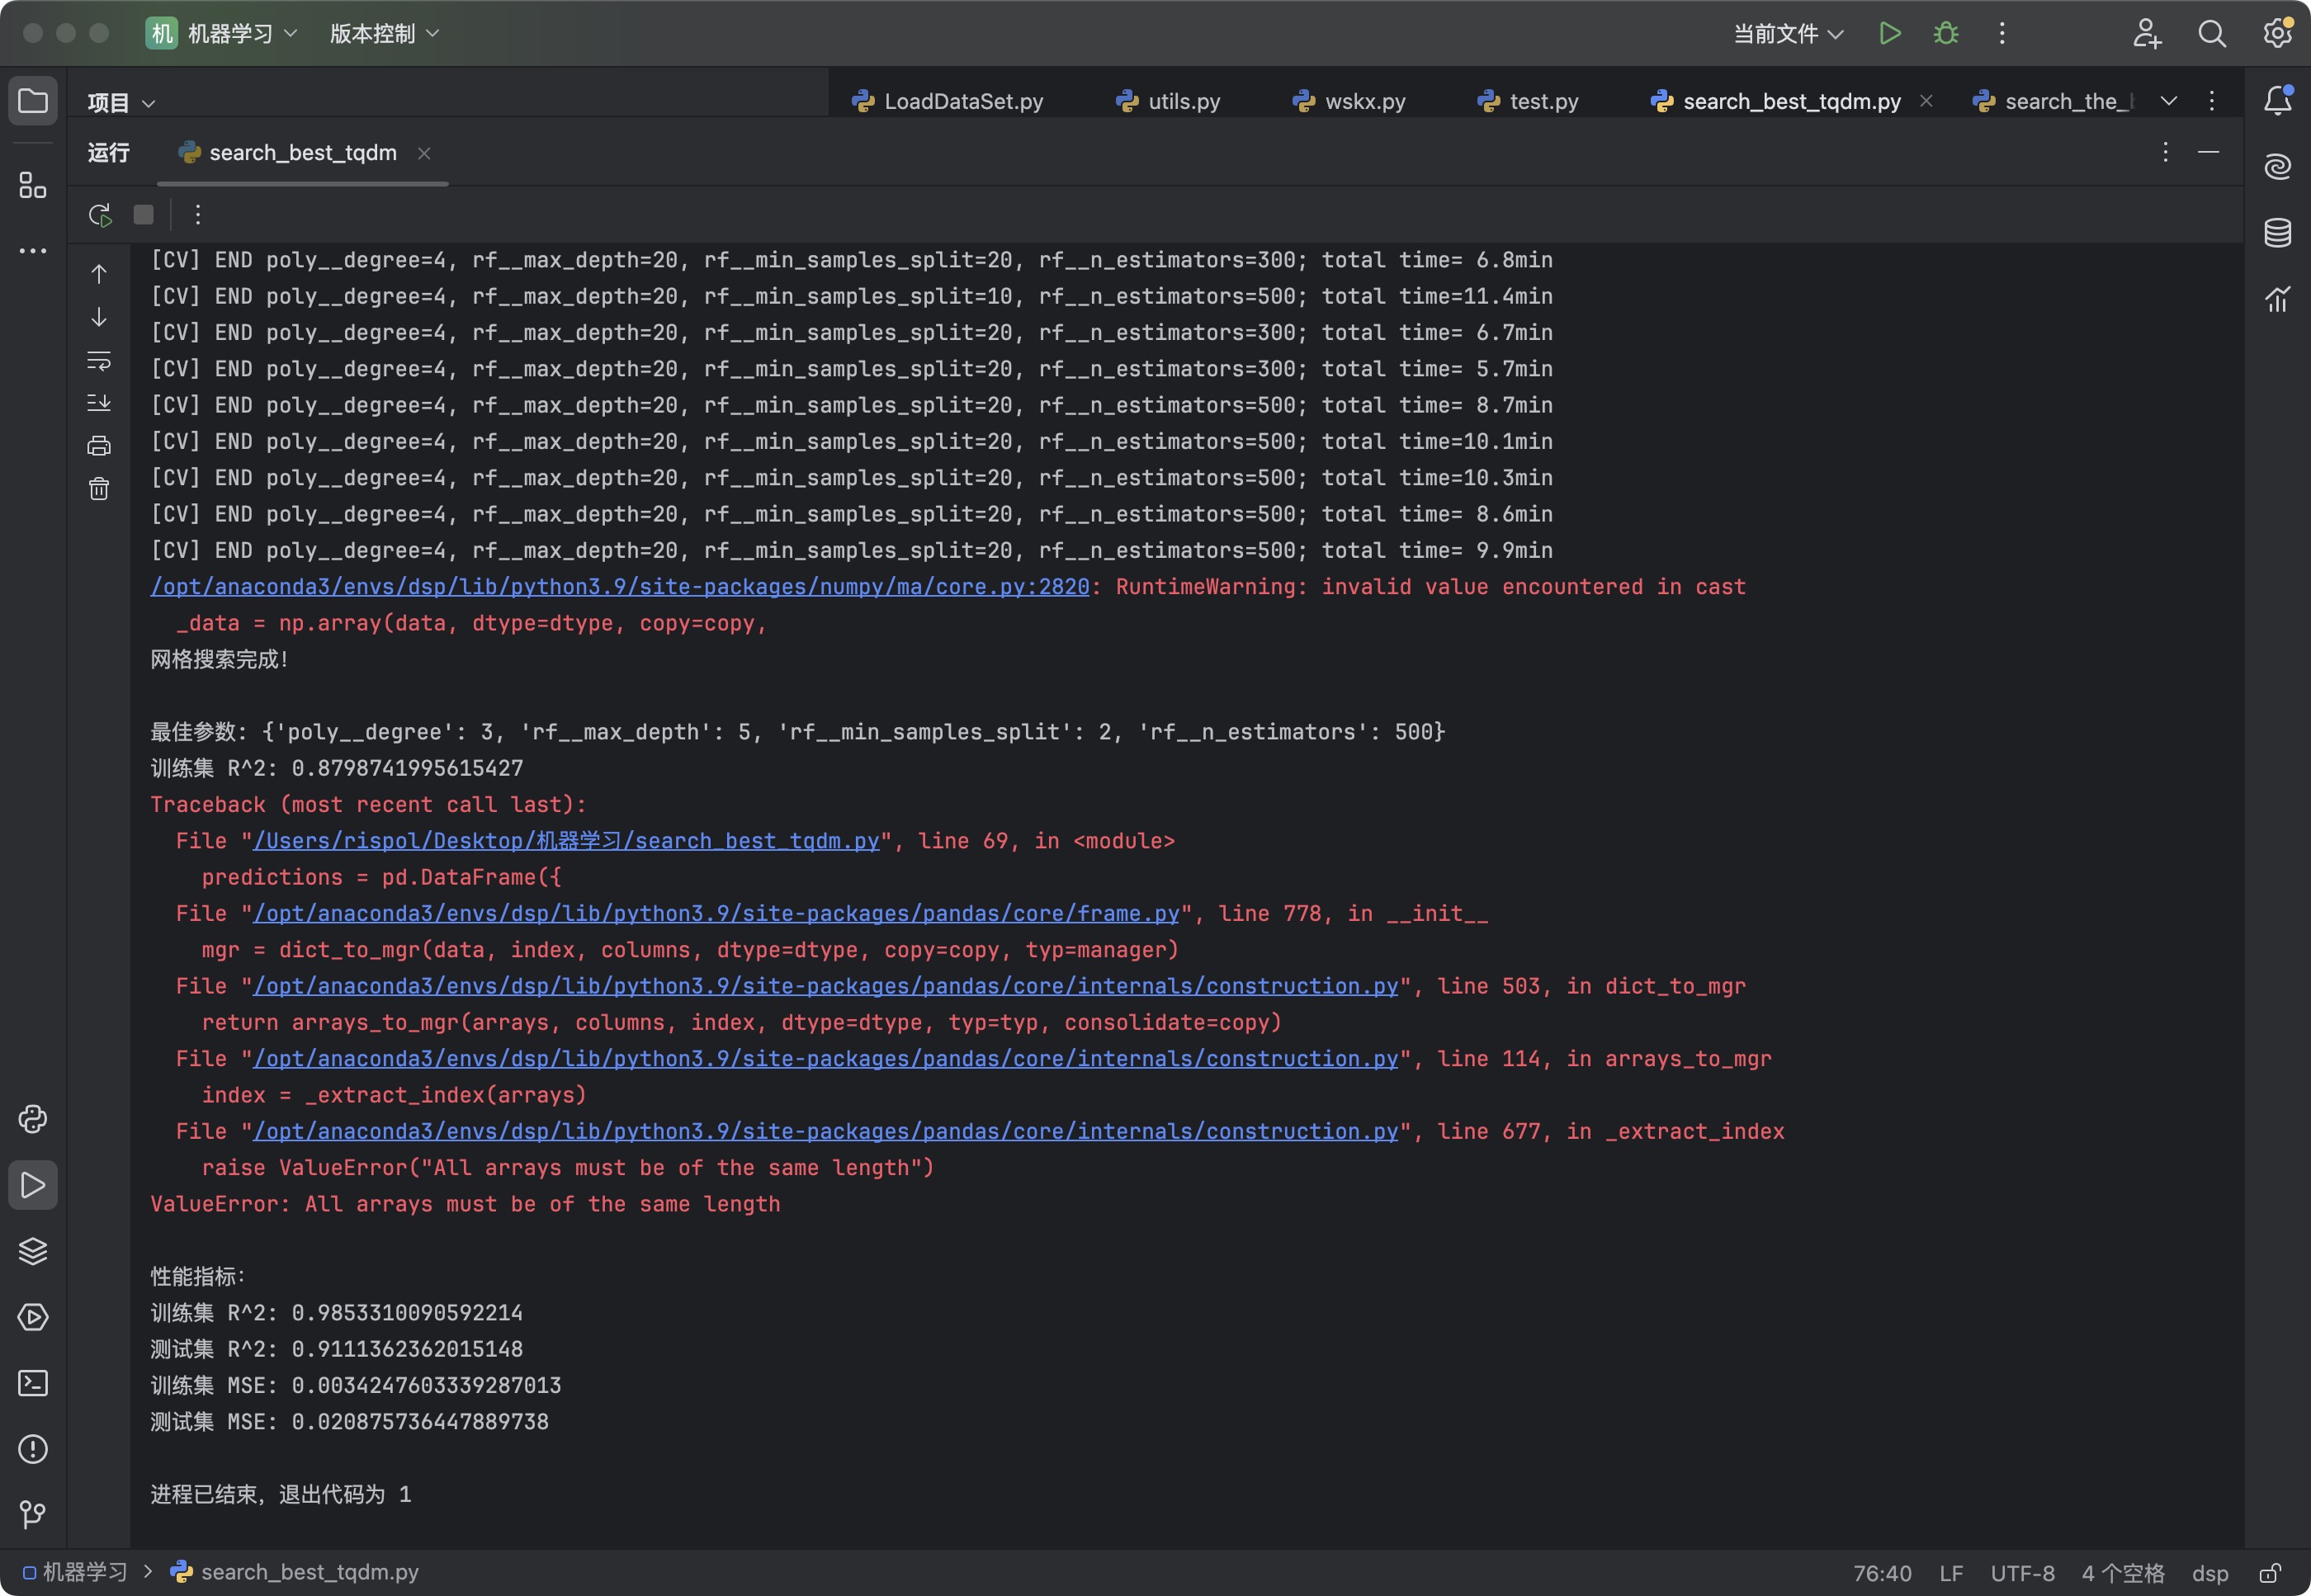 机 机器学习 版本控制 当前文件
项目 LoadDataSet.py utils.py wskx.py test.py search_best_tqdm.py search_the_
运行 search_best_tqdm
[CV] END poly__degree=4, rf__max_depth=20, rf__min_samples_split=20, rf__n_estimators=300; total time= 6.8min
[CV] END poly__degree=4, rf__max_depth=20, rf__min_samples_split=10, rf__n_estimators=500; total time=11.4min
[CV] END poly__degree=4, rf__max_depth=20, rf__min_samples_split=20, rf__n_estimators=300; total time= 6.7min
[CV] END poly__degree=4, rf__max_depth=20, rf__min_samples_split=20, rf__n_estimators=300; total time= 5.7min
[CV] END poly__degree=4, rf__max_depth=20, rf__min_samples_split=20, rf__n_estimators=500; total time= 8.7min
[CV] END poly__degree=4, rf__max_depth=20, rf__min_samples_split=20, rf__n_estimators=500; total time=10.1min
[CV] END poly__degree=4, rf__max_depth=20, rf__min_samples_split=20, rf__n_estimators=500; total time=10.3min
[CV] END poly__degree=4, rf__max_depth=20, rf__min_samples_split=20, rf__n_estimators=500; total time= 8.6min
[CV] END poly__degree=4, rf__max_depth=20, rf__min_samples_split=20, rf__n_estimators=500; total time= 9.9min
/opt/anaconda3/envs/dsp/lib/python3.9/site-packages/numpy/ma/core.py:2820: RuntimeWarning: invalid value encountered in cast
_data = np.array(data, dtype=dtype, copy=copy,
网格搜索完成!
最佳参数: {'poly__degree': 3, 'rf__max_depth': 5, 'rf__min_samples_split': 2, 'rf__n_estimators': 500}
训练集 R^2: 0.8798741995615427
Traceback (most recent call last):
File "/Users/rispol/Desktop/机器学习/search_best_tqdm.py", line 69, in <module>
predictions = pd.DataFrame({
File "/opt/anaconda3/envs/dsp/lib/python3.9/site-packages/pandas/core/frame.py", line 778, in __init__
mgr = dict_to_mgr(data, index, columns, dtype=dtype, copy=copy, typ=manager)
File "/opt/anaconda3/envs/dsp/lib/python3.9/site-packages/pandas/core/internals/construction.py", line 503, in dict_to_mgr
return arrays_to_mgr(arrays, columns, index, dtype=dtype, typ=typ, consolidate=copy)
File "/opt/anaconda3/envs/dsp/lib/python3.9/site-packages/pandas/core/internals/construction.py", line 114, in arrays_to_mgr
index = _extract_index(arrays)
File "/opt/anaconda3/envs/dsp/lib/python3.9/site-packages/pandas/core/internals/construction.py", line 677, in _extract_index
raise ValueError("All arrays must be of the same length")
ValueError: All arrays must be of the same length
性能指标:
训练集 R^2: 0.9853310090592214
测试集 R^2: 0.9111362362015148
训练集 MSE: 0.0034247603339287013
测试集 MSE: 0.020875736447889738
进程已结束，退出代码为 1
机器学习 search_best_tqdm.py 76:40 LF UTF-8 4 个空格 dsp